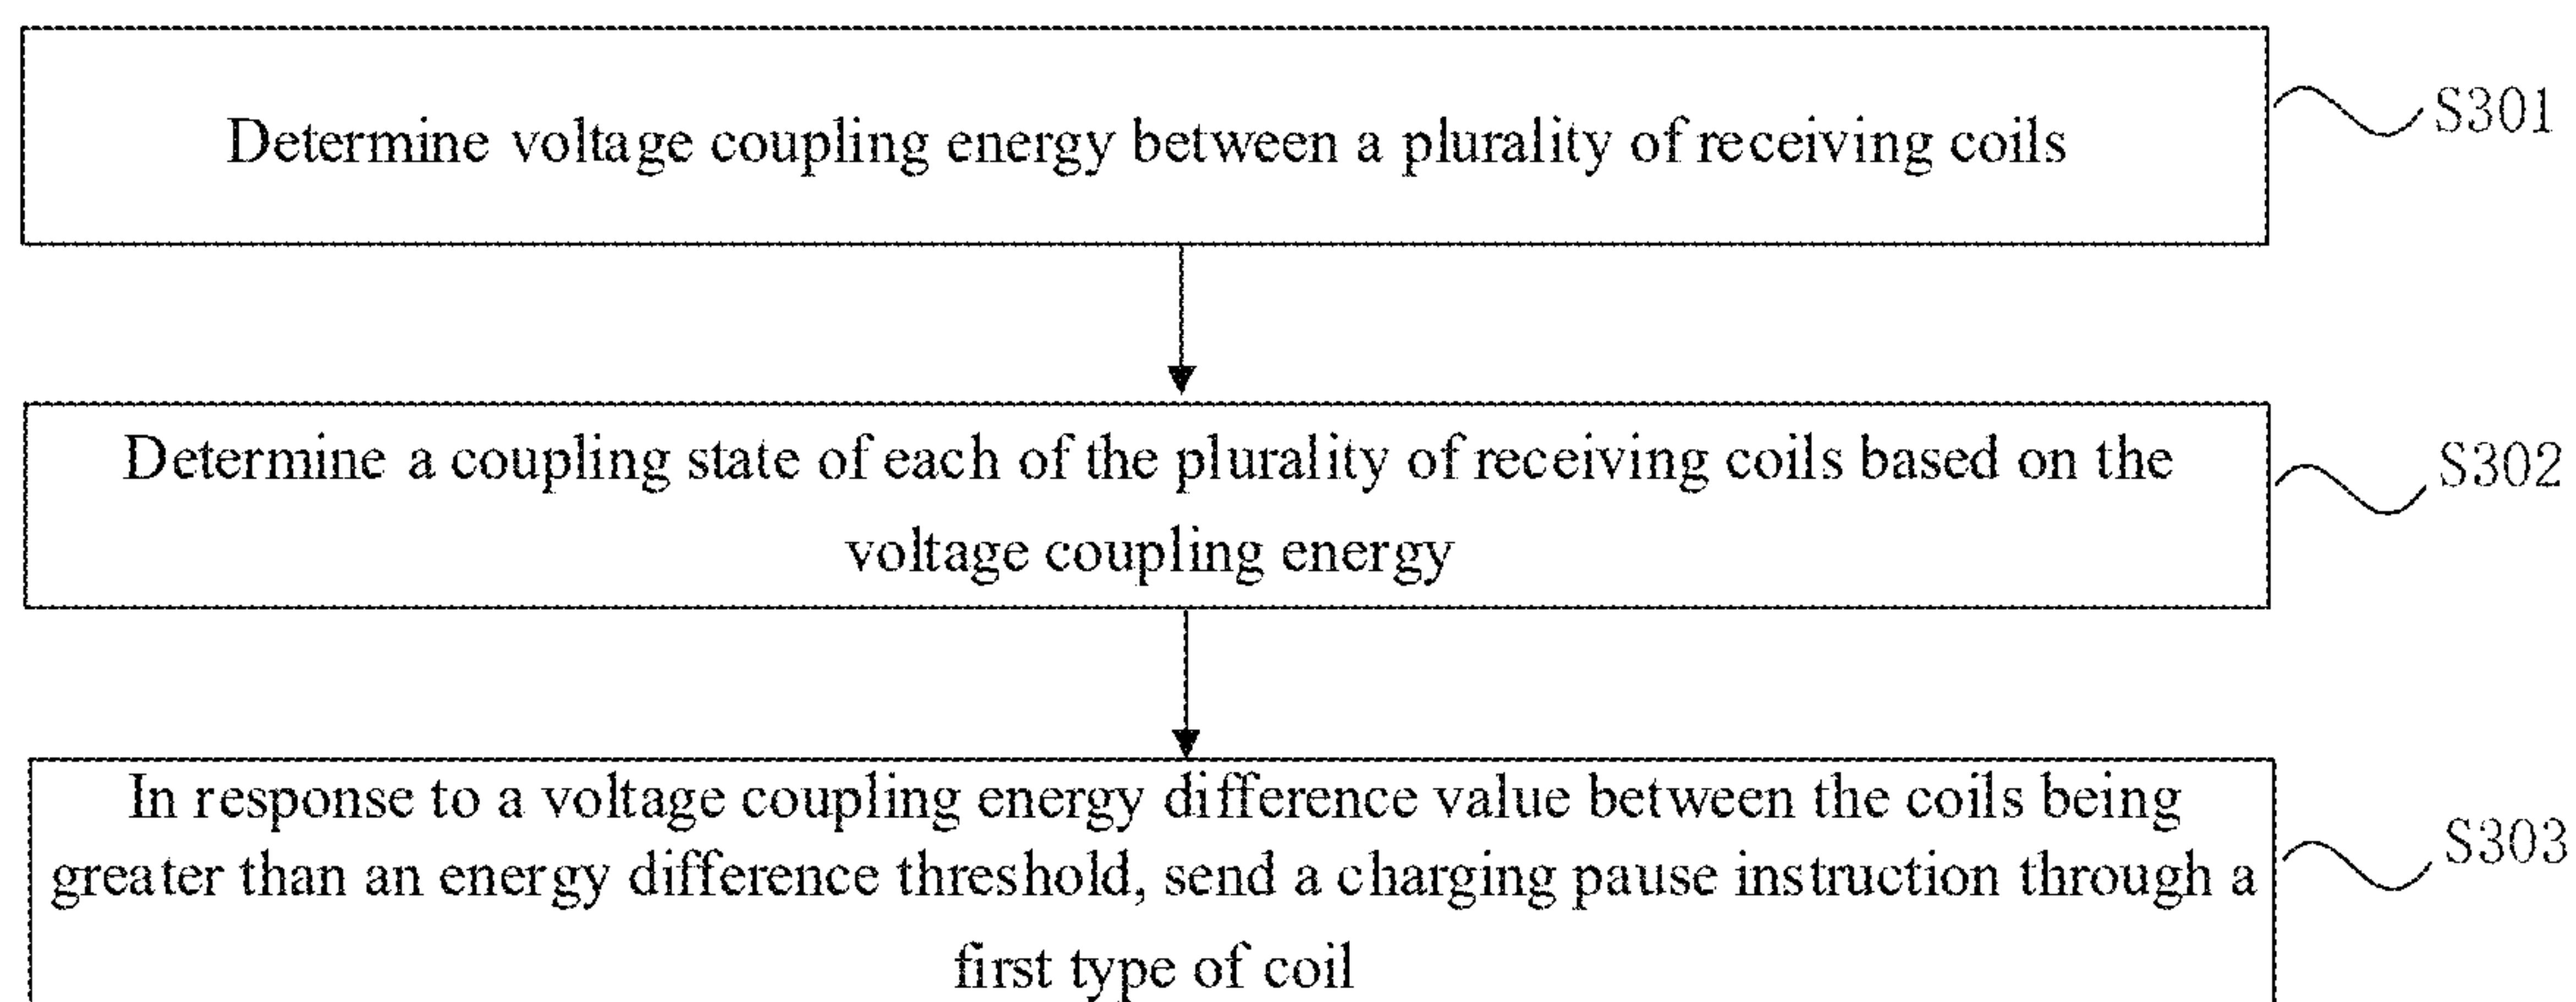 Determine voltage coupling energy between a plurality of receiving coils
S301
Determine a coupling state of each of the plurality of receiving coils based on the
voltage coupling energy
S302
In response to a voltage coupling energy difference value between the coils being
greater than an energy difference threshold, send a charging pause instruction through a
first type of coil
S303